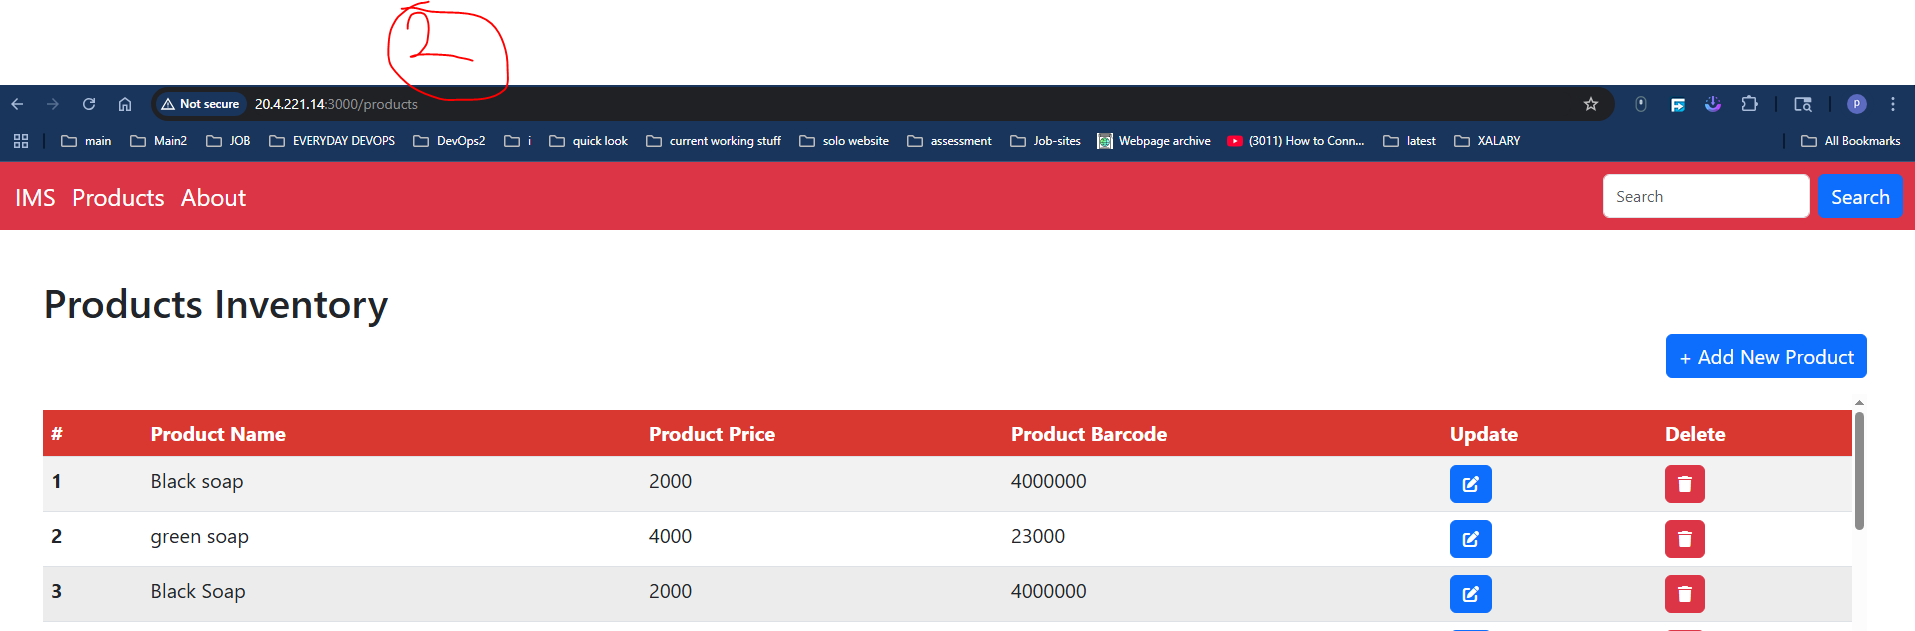 2
Not secure 20.4.221.14:3000/products P
main Main2 JOB EVERYDAY DEVOPS DevOps2 i quick look current working stuff solo website assessment Job-sites Webpage archive (3011) How to Conn... latest XALARY All Bookmarks
IMS Products About Search Search
Products Inventory
+ Add New Product
# Product Name Product Price Product Barcode Update Delete
1 Black soap 2000 4000000
2 green soap 4000 23000
3 Black Soap 2000 4000000